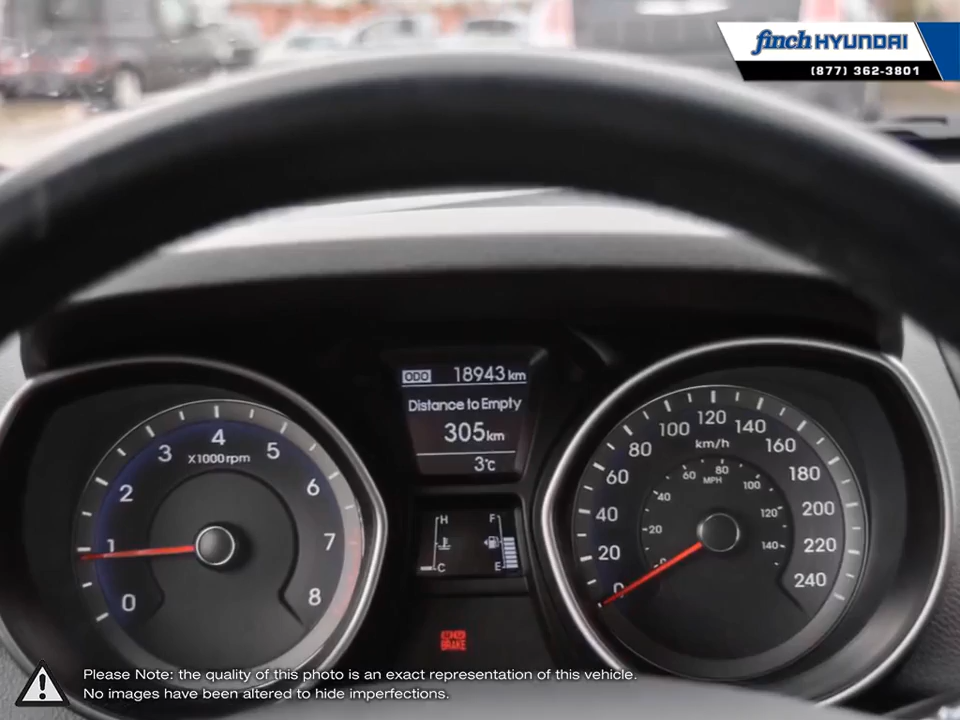 finch HYUNDAI
(877) 362-3801
ODO 18943 km
Distance to Empty
305 km
3°C
0 1 2 3 4 5 6 7 8
x1000rpm
H
C
F
E
BRAKE
0 20 40 60 80 100 120 140 160 180 200 220 240
km/h
0 20 40 60 80 100 120 140
MPH
Please Note: the quality of this photo is an exact representation of this vehicle.
No images have been altered to hide imperfections.